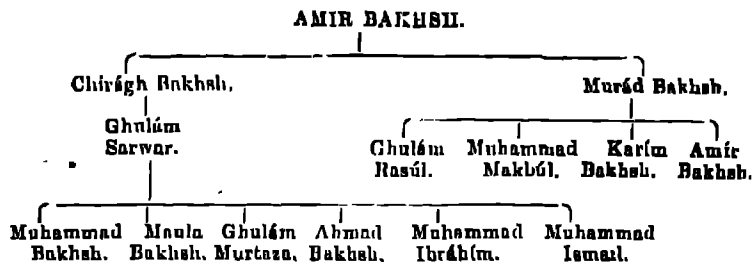 AMIR BAKHSH.
Chirágh Bakhsh. Murád Bakhsh.
Ghulám
Sarwar.
Ghulám Muhammad Karím Amír
Rasúl. Makbúl. Bakhsh. Bakhsh.
Muhammad Maula Ghulám Ahmad Muhammad Muhammad
Bakhsh. Bakhsh. Murtaza. Bakhsh. Ibráhím. Ismail.